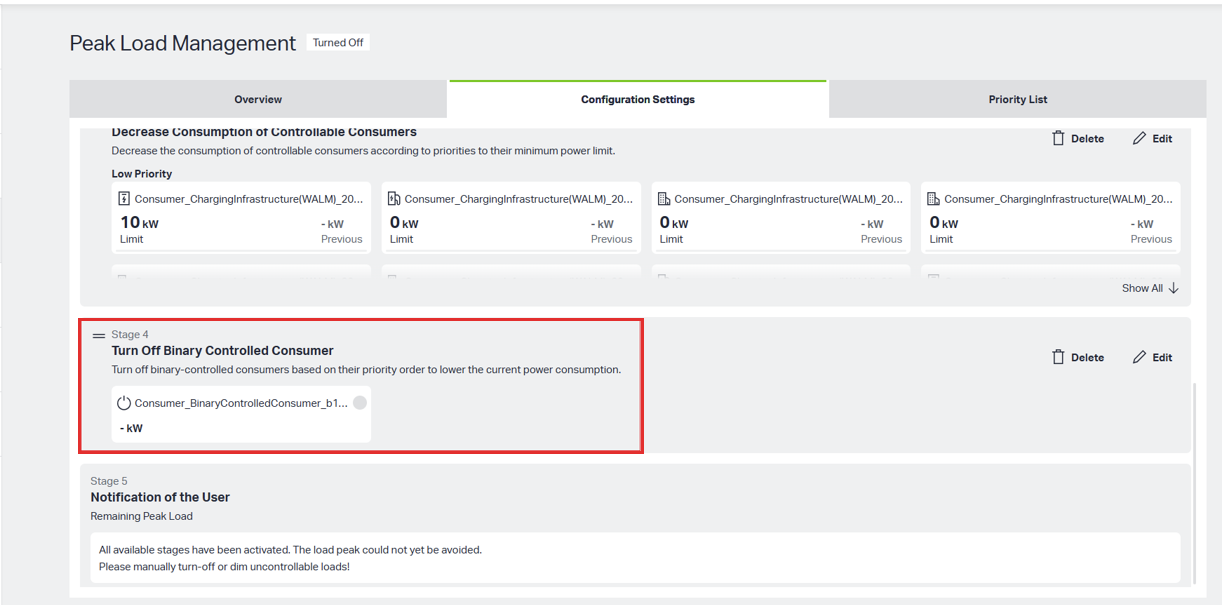 Peak Load Management Turned Off
Overview Configuration Settings Priority List
Decrease Consumption of Controllable Consumers Delete Edit
Decrease the consumption of controllable consumers according to priorities to their minimum power limit.
Low Priority
Consumer_ChargingInfrastructure(WALM)_20... Consumer_ChargingInfrastructure(WALM)_20... Consumer_ChargingInfrastructure(WALM)_20... Consumer_ChargingInfrastructure(WALM)_20...
10 kW - kW 0 kW - kW 0 kW - kW 0 kW - kW
Limit Previous Limit Previous Limit Previous Limit Previous
Show All
Stage 4
Turn Off Binary Controlled Consumer Delete Edit
Turn off binary-controlled consumers based on their priority order to lower the current power consumption.
Consumer_BinaryControlledConsumer_b1...
- kW
Stage 5
Notification of the User
Remaining Peak Load
All available stages have been activated. The load peak could not yet be avoided.
Please manually turn-off or dim uncontrollable loads!